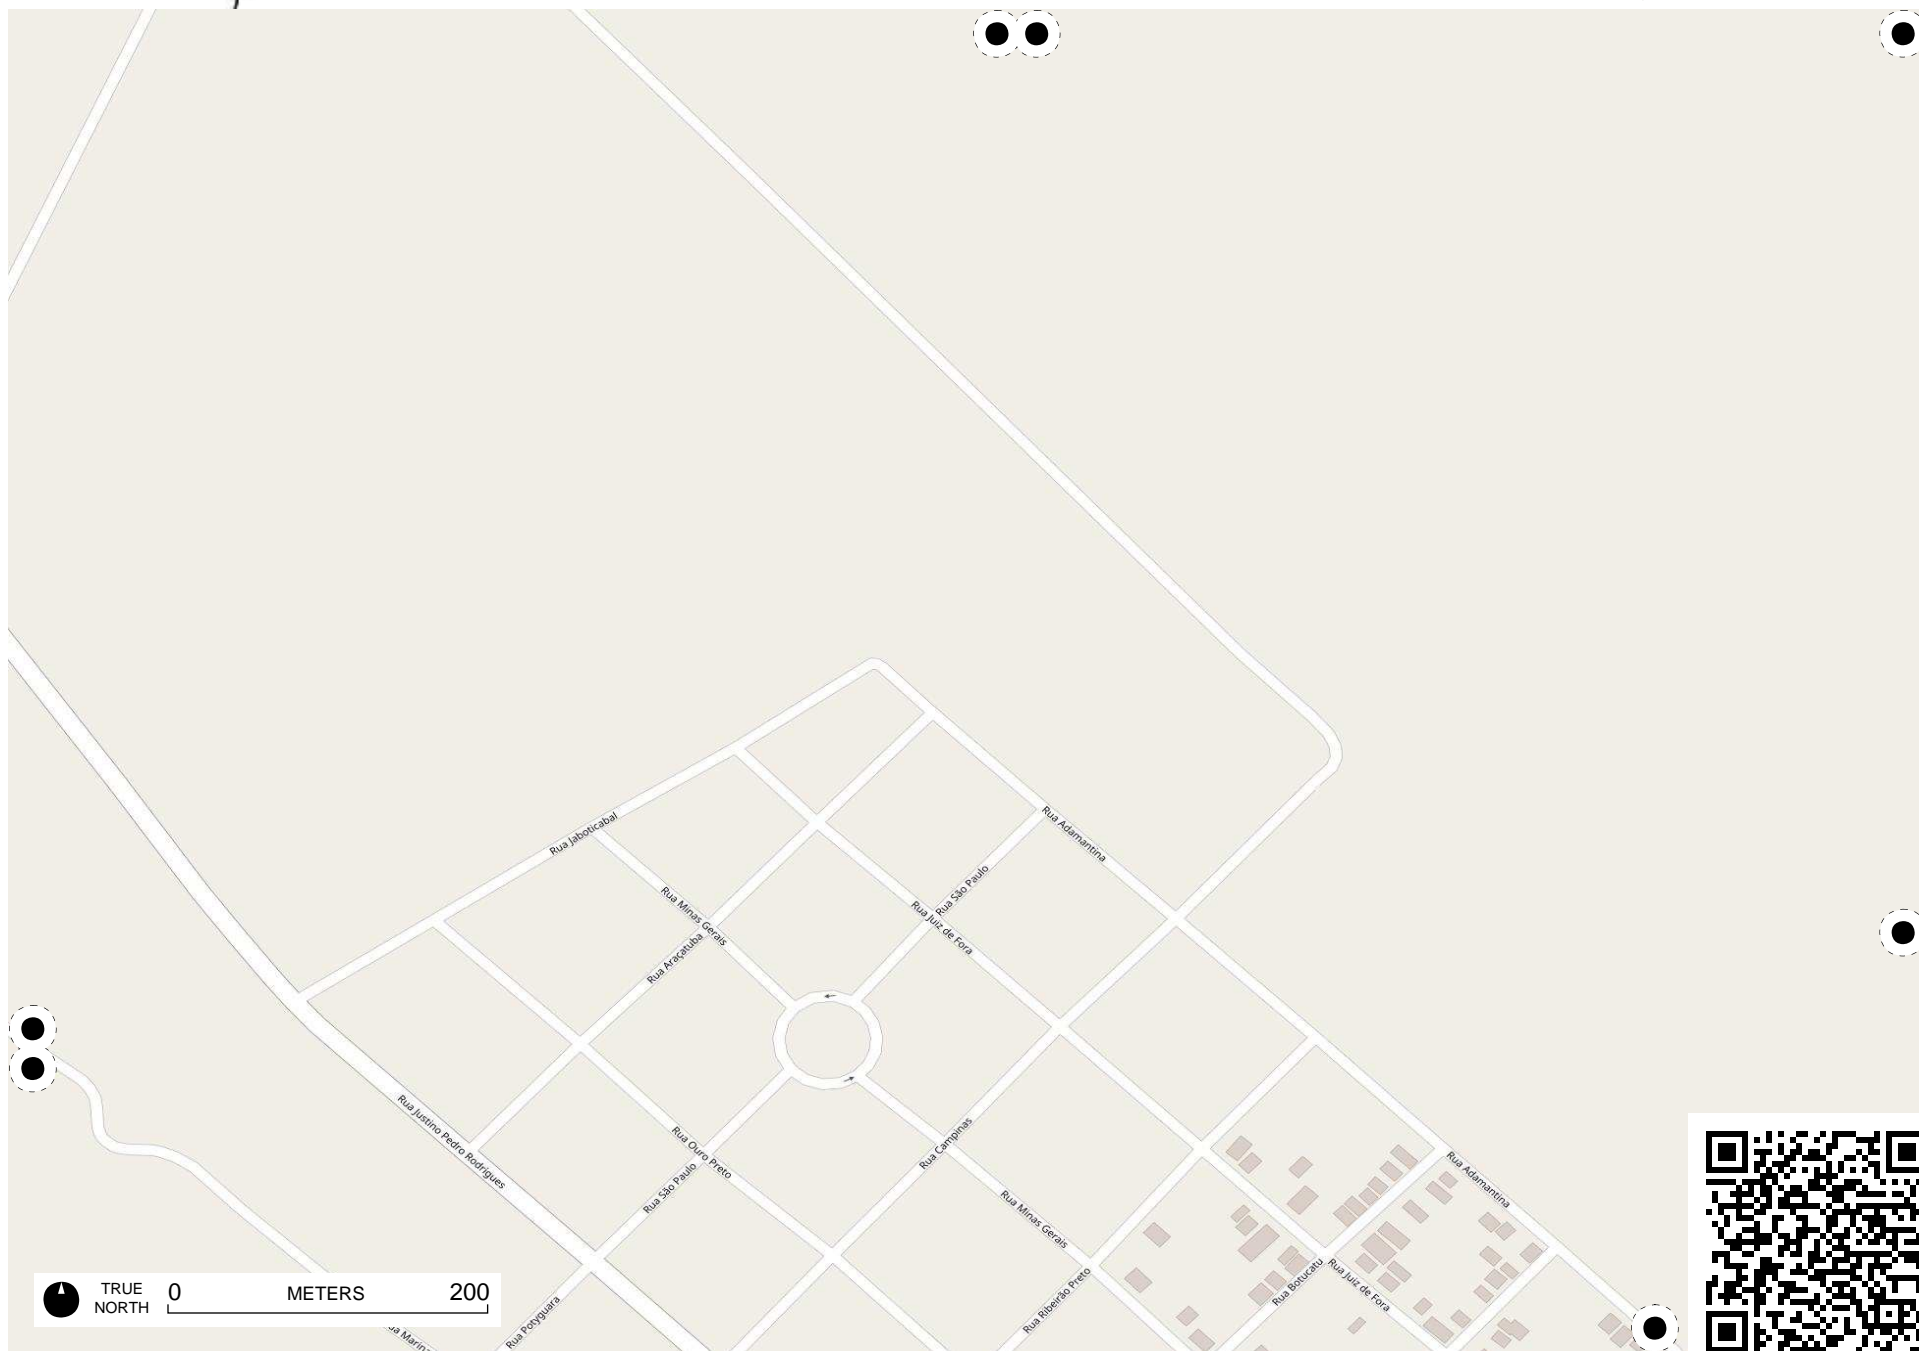 Rua Jaboticabal
Rua Adamantina
Rua São Paulo
Rua Minas Gerais
Rua Juiz de Fora
Rua Araçatuba
Rua Justino Pedro Rodrigues
Rua Ouro Preto
Rua Campinas
Rua São Paulo
Rua Minas Gerais
Rua Adamantina
Rua Ribeirão Preto
Rua Botucatu
Rua Juiz de Fora
Rua Potyguara
TRUE
NORTH
0 METERS 200